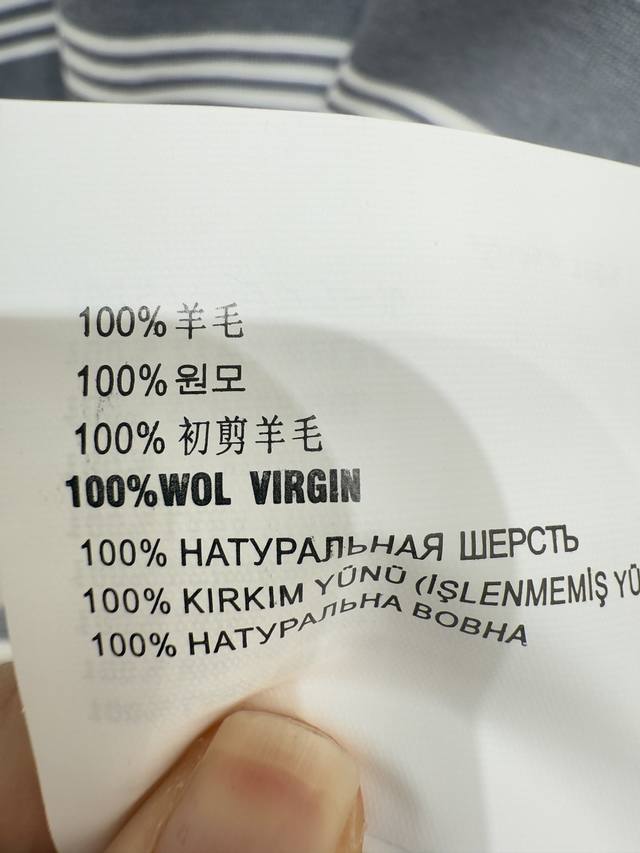 100% 羊毛
100% 원모
100% 初剪羊毛
100%WOL VIRGIN
100% НАТУРАЛЬНАЯ ШЕРСТЬ
100% KIRKIM YÜNÜ (IŞLENMEMİŞ
100% НАТУРАЛЬНА ВОВНА